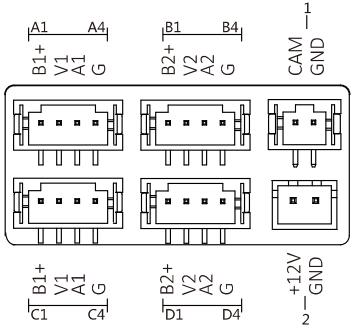 1
A1 A4 B1 B4
B1+ V1 A1 G B2+ V2 A2 G CAM GND
B1+ V1 A1 G B2+ V2 A2 G +12V GND
C1 C4 D1 D4
2